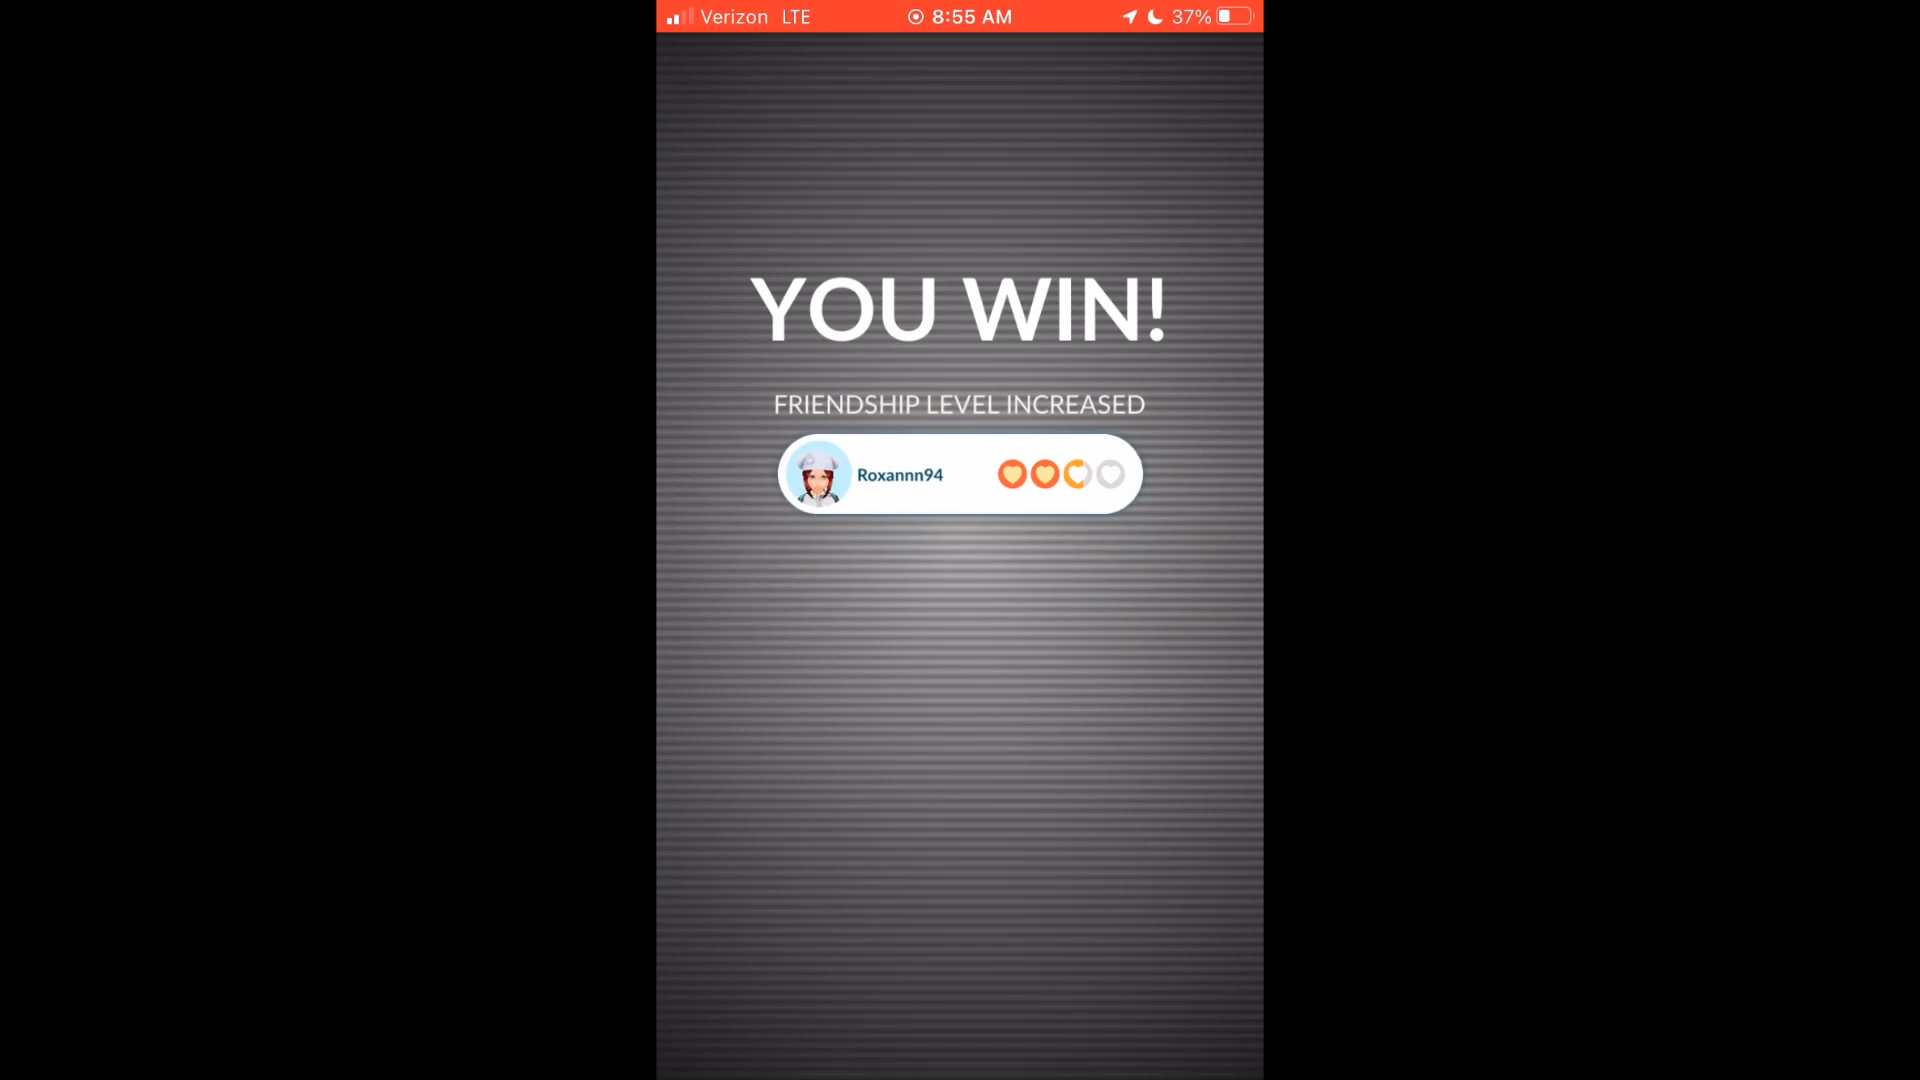 Verizon LTE 8:55 AM 37%
YOU WIN!
FRIENDSHIP LEVEL INCREASED
Roxannn94